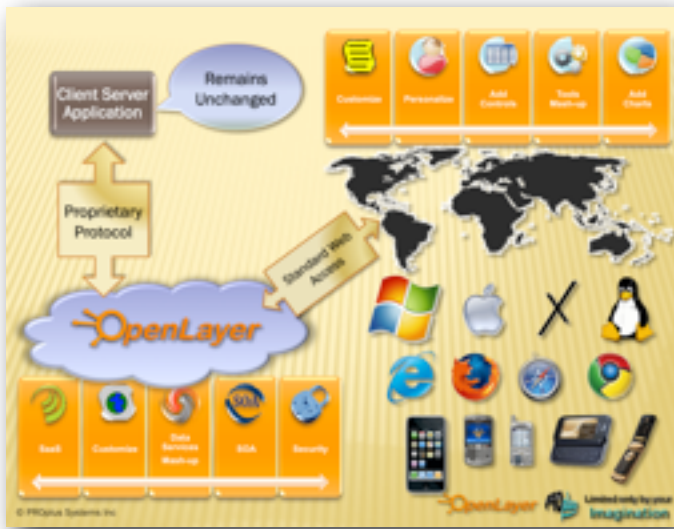 Client Server
Application
Remains
Unchanged
Customize
Personalize
Add
Controls
Tools
Mash-up
Add
Charts
Proprietary
Protocol
Standard Web
Access
OpenLayer
SaaS
Customize
Data
Services
Mash-up
SOA
SOA
Security
© PROplus Systems Inc
OpenLayer
Limited only by your
Imagination